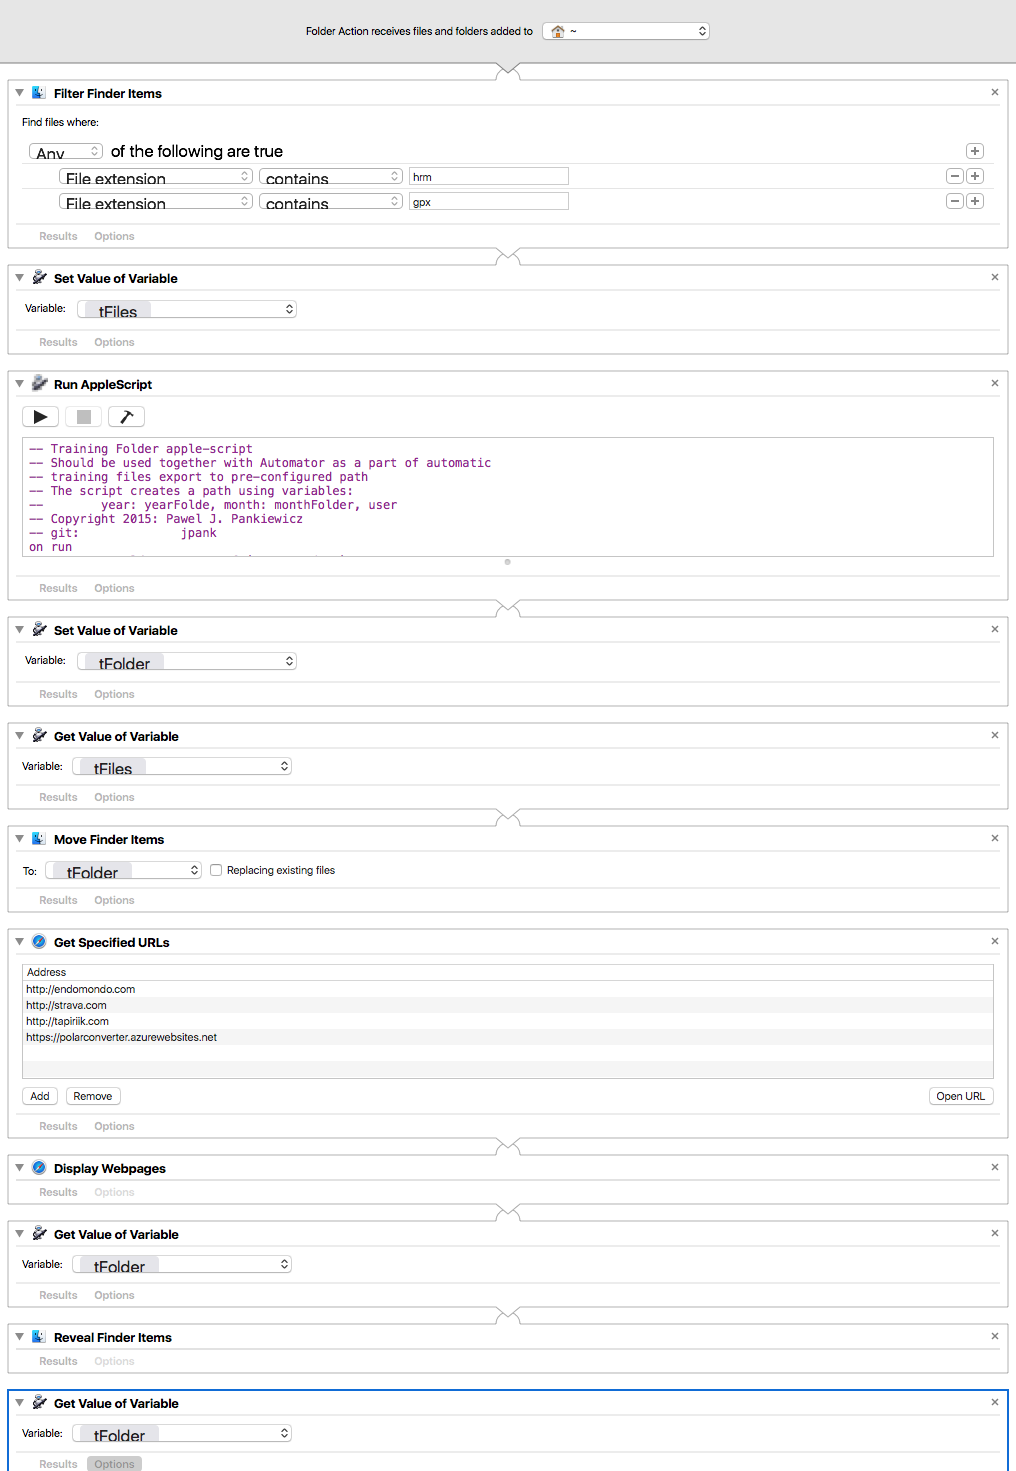 Folder Action receives files and folders added to ~
Filter Finder Items
Find files where:
Any of the following are true
File extension contains hrm
File extension contains gpx
Results Options
Set Value of Variable
Variable: tFiles
Results Options
Run AppleScript
-- Training Folder apple-script
-- Should be used together with Automator as a part of automatic
-- training files export to pre-configured path
-- The script creates a path using variables:
-- year: yearFolde, month: monthFolder, user
-- Copyright 2015: Pawel J. Pankiewicz
-- git: jpank
on run
Results Options
Set Value of Variable
Variable: tFolder
Results Options
Get Value of Variable
Variable: tFiles
Results Options
Move Finder Items
To: tFolder Replacing existing files
Results Options
Get Specified URLs
Address
http://endomondo.com
http://strava.com
http://tapiriik.com
https://polarconverter.azurewebsites.net
Add Remove Open URL
Results Options
Display Webpages
Results Options
Get Value of Variable
Variable: tFolder
Results Options
Reveal Finder Items
Results Options
Get Value of Variable
Variable: tFolder
Results Options